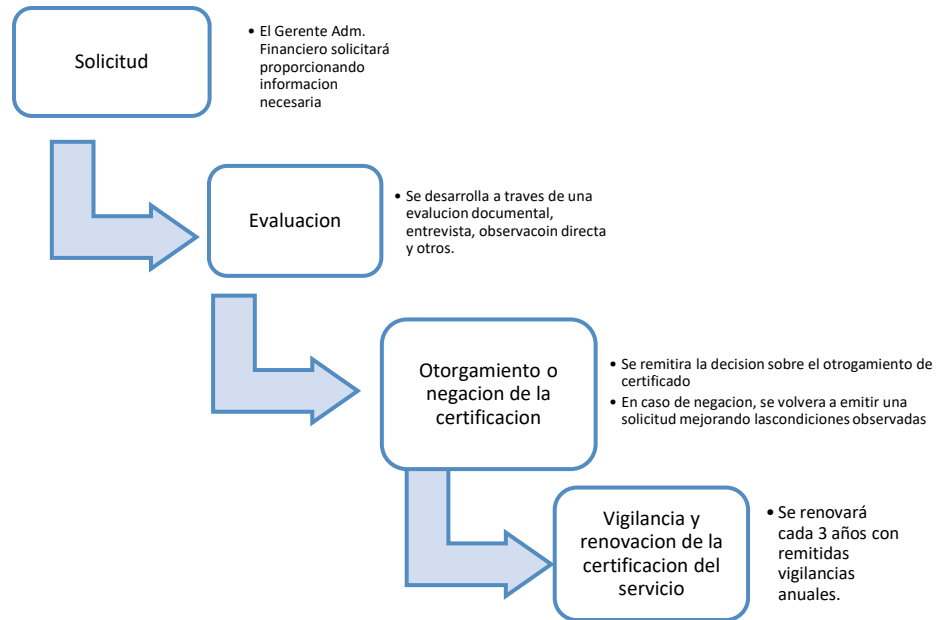 Solicitud
• El Gerente Adm.
Financiero solicitará
proporcionando
informacion
necesaria
Evaluacion
• Se desarrolla a traves de una
evalucion documental,
entrevista, observacoin directa
y otros.
Otorgamiento o
negacion de la
certificacion
• Se remitira la decision sobre el otrogamiento de
certificado
• En caso de negacion, se volvera a emitir una
solicitud mejorando lascondiciones observadas
Vigilancia y
renovacion de la
certificacion del
servicio
• Se renovará
cada 3 años con
remitidas
vigilancias
anuales.